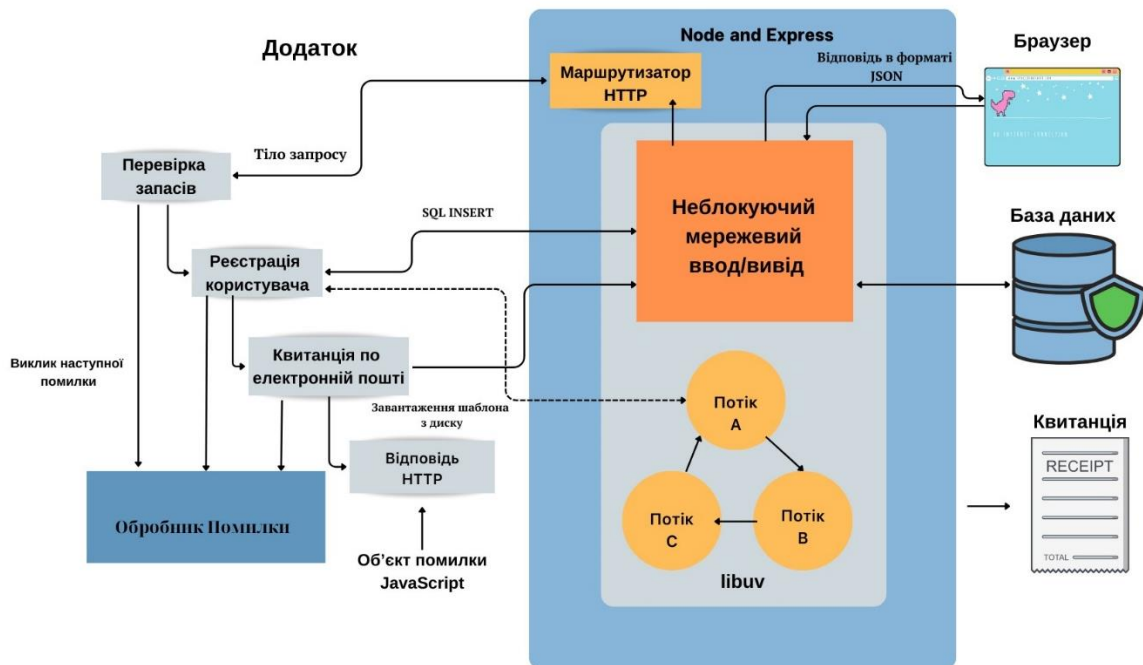 Додаток
Node and Express
Браузер
Маршрутизатор
HTTP
Відповідь в форматі
JSON
Тіло запросу
Перевірка
запасів
SQL INSERT
Неблокуючий
мережевий
ввод/вивід
База даних
Реєстрація
користувача
Виклик наступної
помилки
Квитанція по
електронній пошті
Завантаження шаблона
з диску
Потік
A
Потік
C
Потік
B
libuv
Квитанція
RECEIPT
TOTAL
Відповідь
HTTP
Обробник Помилки
Об'єкт помилки
JavaScript